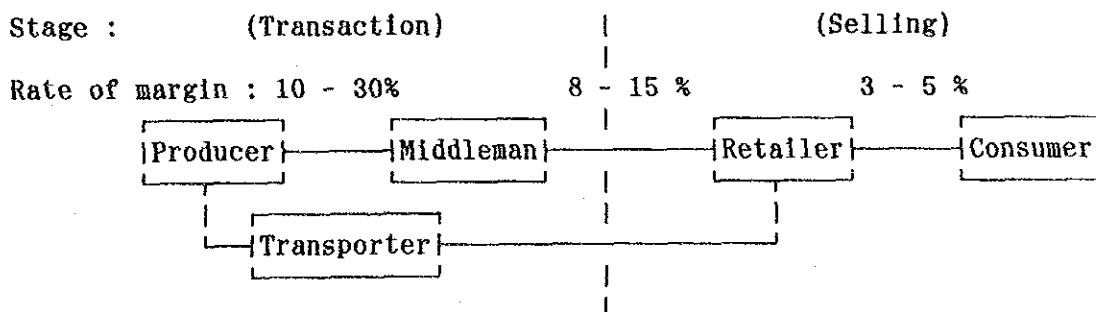 Stage : (Transaction) (Selling)
Rate of margin : 10 - 30% 8 - 15 % 3 - 5 %
Producer Middleman Retailer Consumer
Transporter